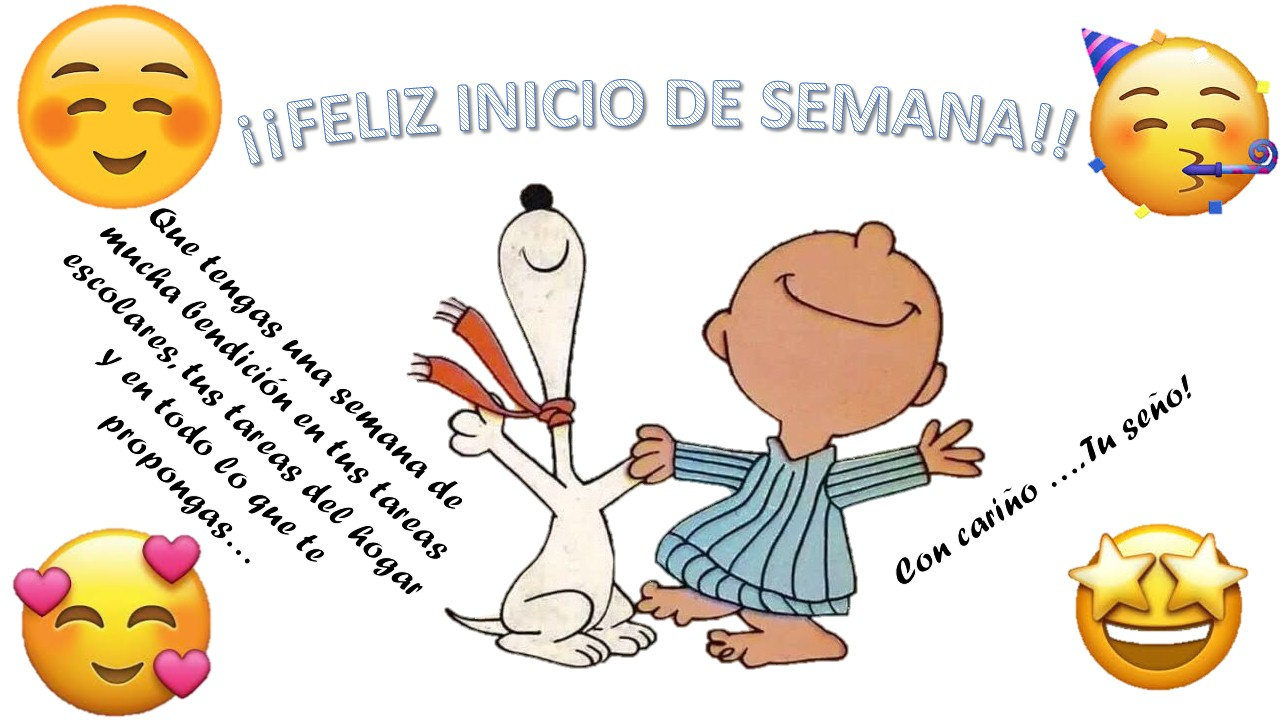 ¡¡FELIZ INICIO DE SEMANA!!
Que tengas una semana de
mucha bendición en tus tareas
escolares, tus tareas del hogar
y en todo lo que te
propongas...
Con cariño ....Tu seño!